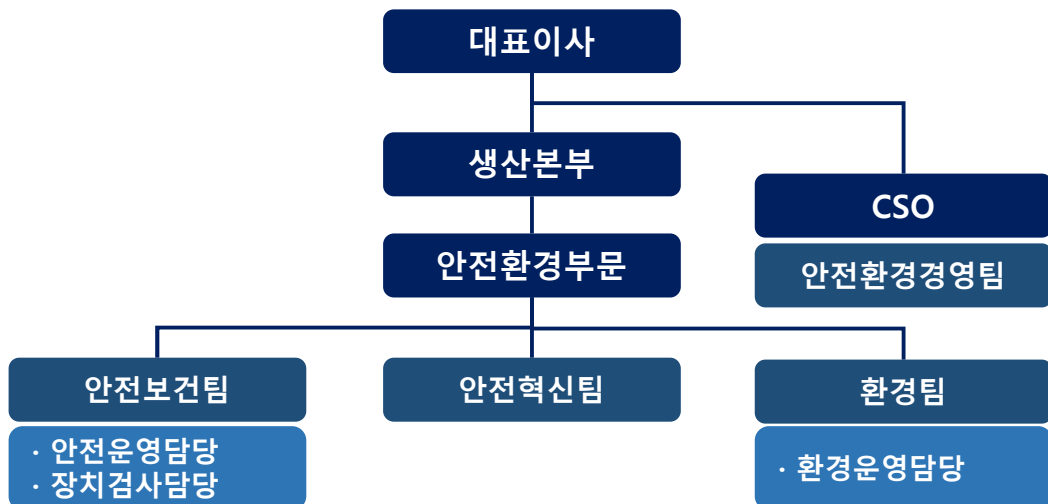 대표이사
생산본부
CSO
안전환경부문
안전환경경영팀
안전보건팀
안전혁신팀
환경팀
· 안전운영담당
· 장치검사담당
· 환경운영담당